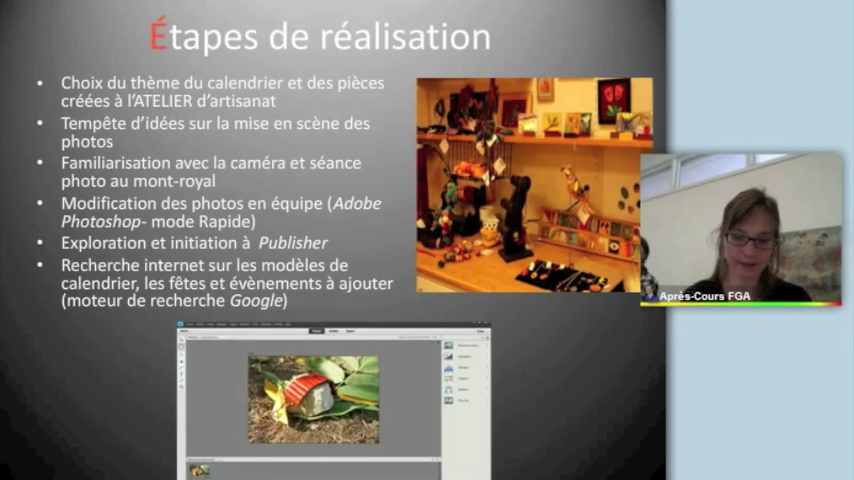 Étapes de réalisation
• Choix du thème du calendrier et des pièces
créées à l'ATELIER d'artisanat
• Tempête d'idées sur la mise en scène des
photos
• Familiarisation avec la caméra et séance
photo au mont-royal
• Modification des photos en équipe (Adobe
Photoshop- mode Rapide)
• Exploration et initiation à Publisher
• Recherche internet sur les modèles de
calendrier, les fêtes et évènements à ajouter
(moteur de recherche Google)
Après-Cours FGA